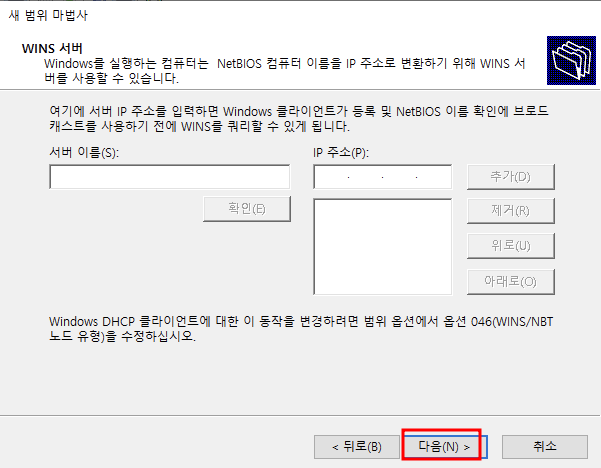 새 범위 마법사
WINS 서버
Windows를 실행하는 컴퓨터는 NetBIOS 컴퓨터 이름을 IP 주소로 변환하기 위해 WINS 서
버를 사용할 수 있습니다.
여기에 서버 IP 주소를 입력하면 Windows 클라이언트가 등록 및 NetBIOS 이름 확인에 브로드
캐스트를 사용하기 전에 WINS를 쿼리할 수 있게 됩니다.
서버 이름(S):
IP 주소(P):
추가(D)
확인(E)
제거(R)
위로(U)
아래로(O)
Windows DHCP 클라이언트에 대한 이 동작을 변경하려면 범위 옵션에서 옵션 046(WINS/NBT
노드 유형)을 수정하십시오.
< 뒤로(B)
다음(N) >
취소